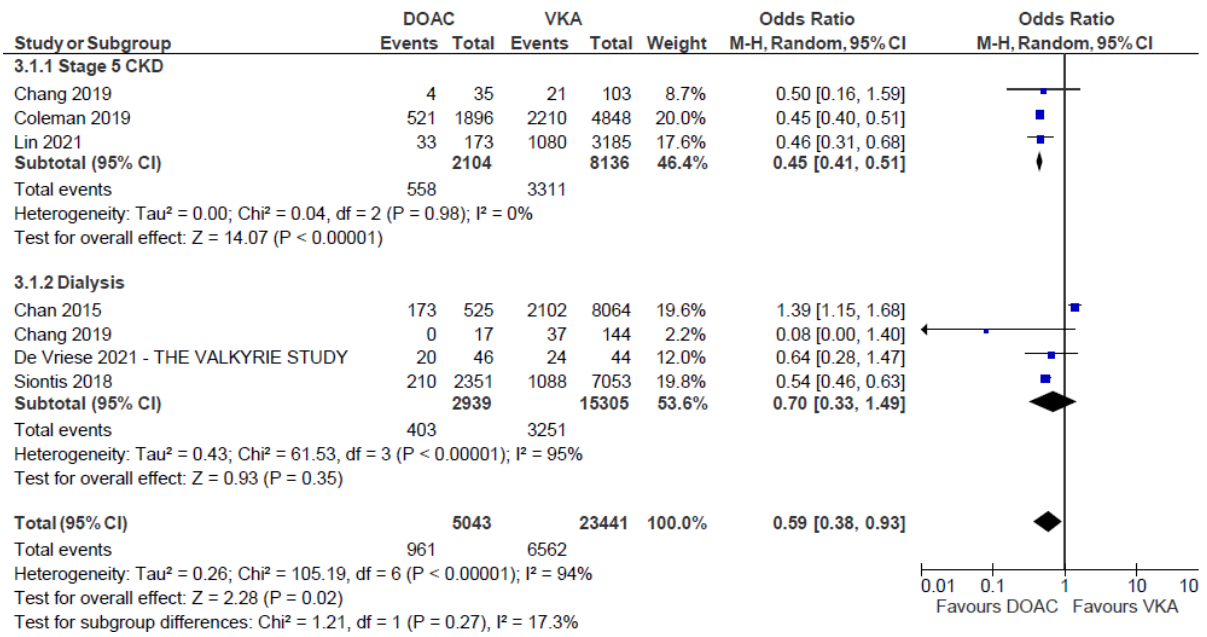 DOAC VKA Odds Ratio Odds Ratio
Study or Subgroup Events Total Events Total Weight M-H, Random, 95% CI M-H, Random, 95% CI
3.1.1 Stage 5 CKD
Chang 2019 4 35 21 103 8.7% 0.50 [0.16, 1.59]
Coleman 2019 521 1896 2210 4848 20.0% 0.45 [0.40, 0.51]
Lin 2021 33 173 1080 3185 17.6% 0.46 [0.31, 0.68]
Subtotal (95% CI) 2104 8136 46.4% 0.45 [0.41, 0.51]
Total events 558 3311
Heterogeneity: Tau² = 0.00; Chi² = 0.04, df = 2 (P = 0.98); I² = 0%
Test for overall effect: Z = 14.07 (P < 0.00001)
3.1.2 Dialysis
Chan 2015 173 525 2102 8064 19.6% 1.39 [1.15, 1.68]
Chang 2019 0 17 37 144 2.2% 0.08 [0.00, 1.40]
De Vriese 2021 - THE VALKYRIE STUDY 20 46 24 44 12.0% 0.64 [0.28, 1.47]
Siontis 2018 210 2351 1088 7053 19.8% 0.54 [0.46, 0.63]
Subtotal (95% CI) 2939 15305 53.6% 0.70 [0.33, 1.49]
Total events 403 3251
Heterogeneity: Tau² = 0.43; Chi² = 61.53, df = 3 (P < 0.00001); I² = 95%
Test for overall effect: Z = 0.93 (P = 0.35)
Total (95% CI) 5043 23441 100.0% 0.59 [0.38, 0.93]
Total events 961 6562
Heterogeneity: Tau² = 0.26; Chi² = 105.19, df = 6 (P < 0.00001); I² = 94%
Test for overall effect: Z = 2.28 (P = 0.02)
Test for subgroup differences: Chi² = 1.21, df = 1 (P = 0.27), I² = 17.3%
0.01 0.1 1 10 10
Favours DOAC Favours VKA